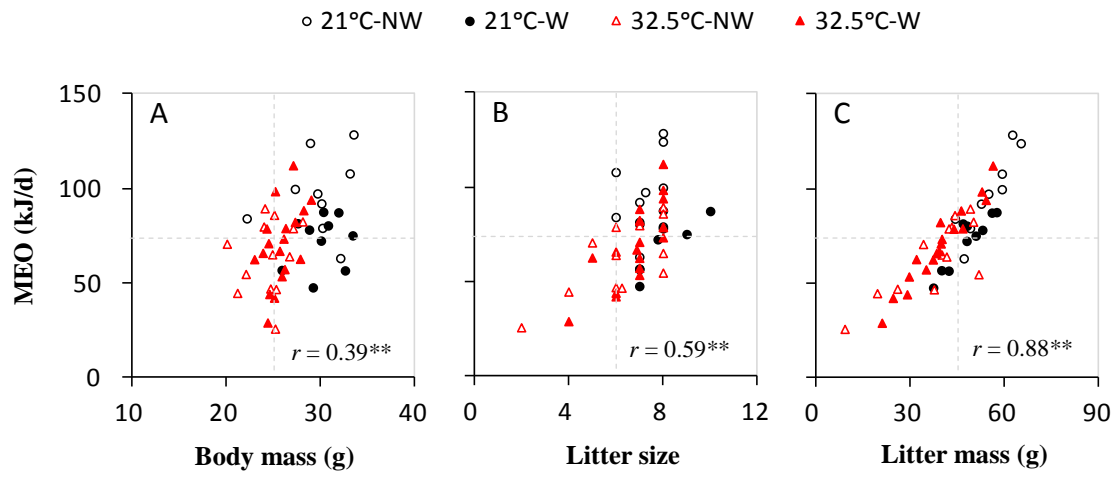 21°C-NW 21°C-W 32.5°C-NW 32.5°C-W
MEO (kJ/d)
150
100
50
0
A
r = 0.39**
10 20 30 40
Body mass (g)
B
r = 0.59**
0 4 8 12
Litter size
C
r = 0.88**
0 30 60 90
Litter mass (g)